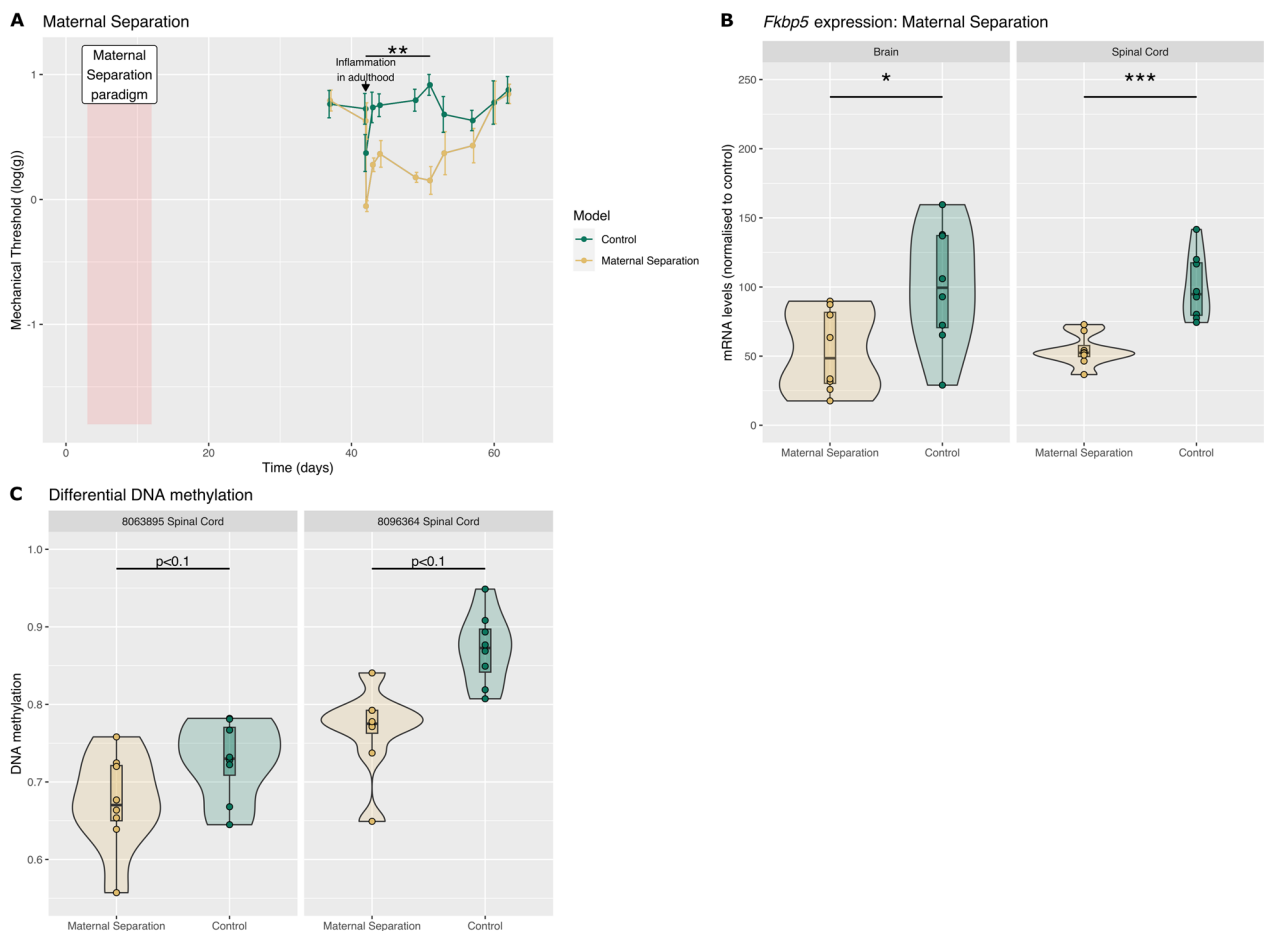 A Maternal Separation
Maternal
Separation
paradigm
Inflammation
in adulthood
**
1
0
-1
Mechanical Threshold (log(g))
0 20 40 60
Time (days)
Model
Control
Maternal Separation
B Fkbp5 expression: Maternal Separation
Brain Spinal Cord
* ***
250
200
150
100
50
0
mRNA levels (normalised to control)
Maternal Separation Control Maternal Separation Control
C Differential DNA methylation
8063895 Spinal Cord 8096364 Spinal Cord
p<0.1 p<0.1
1.0
0.9
0.8
0.7
0.6
DNA methylation
Maternal Separation Control Maternal Separation Control